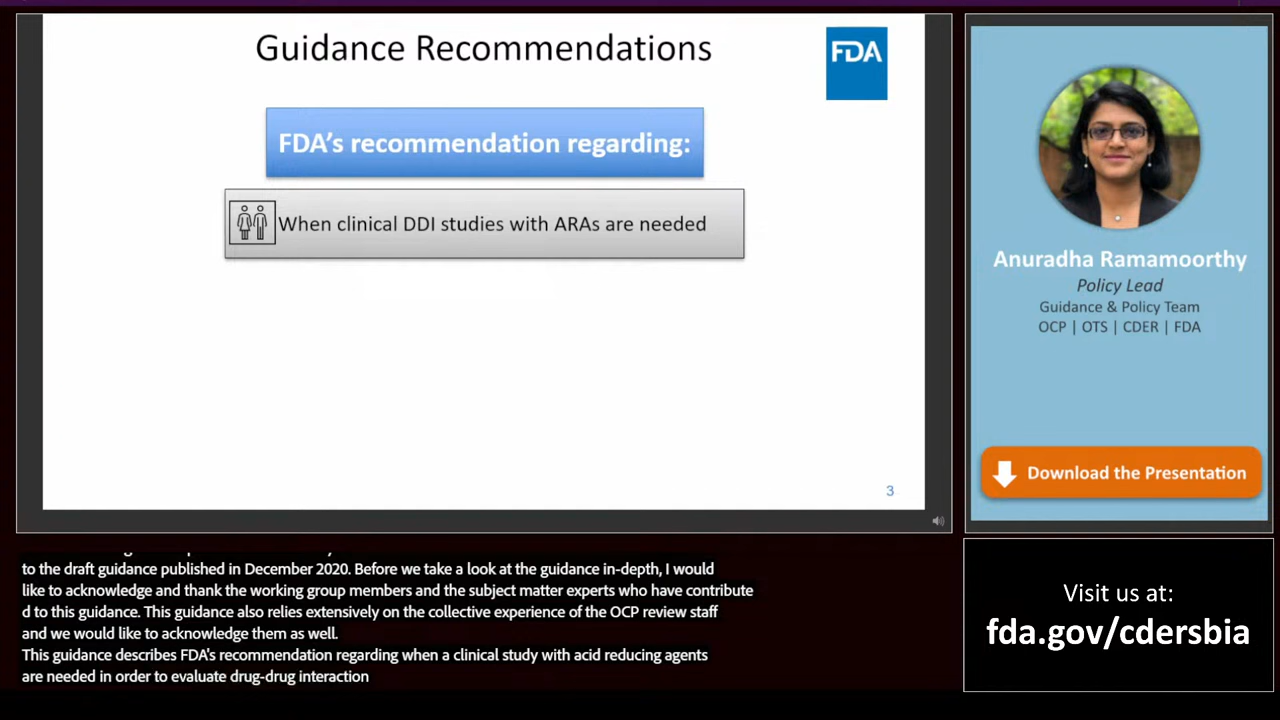 Guidance Recommendations
FDA
FDA's recommendation regarding:
When clinical DDI studies with ARAs are needed
3
Anuradha Ramamoorthy
Policy Lead
Guidance & Policy Team
OCP | OTS | CDER | FDA
Download the Presentation
to the draft guidance published in December 2020. Before we take a look at the guidance in-depth, I would
like to acknowledge and thank the working group members and the subject matter experts who have contribute
d to this guidance. This guidance also relies extensively on the collective experience of the OCP review staff
and we would like to acknowledge them as well.
This guidance describes FDA's recommendation regarding when a clinical study with acid reducing agents
are needed in order to evaluate drug-drug interaction
Visit us at:
fda.gov/cdersbia